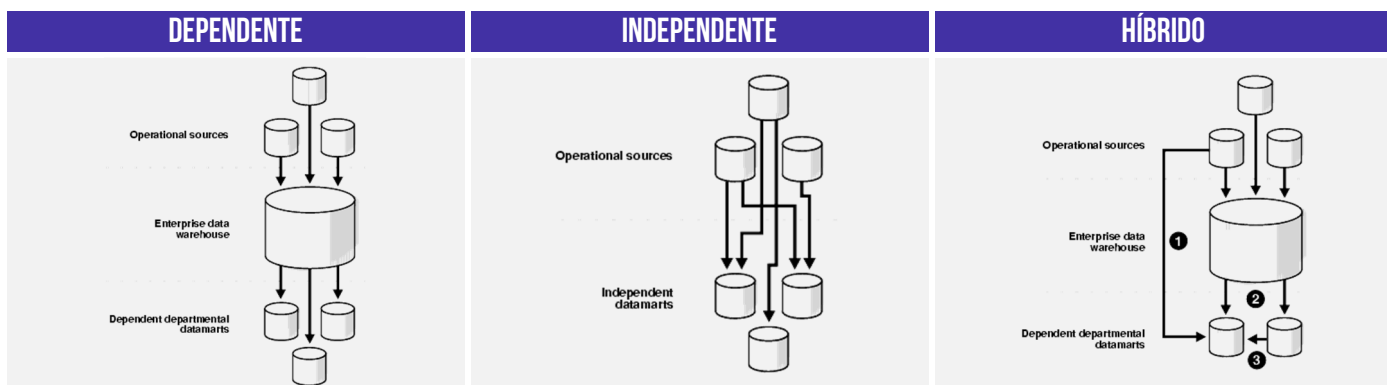 DEPENDENTE
Operational sources
Enterprise data
warehouse
Dependent departmental
datamarts
INDEPENDENTE
Operational sources
Independent
datamarts
HÍBRIDO
Operational sources
Enterprise data
warehouse
1
2
Dependent departmental
datamarts
3